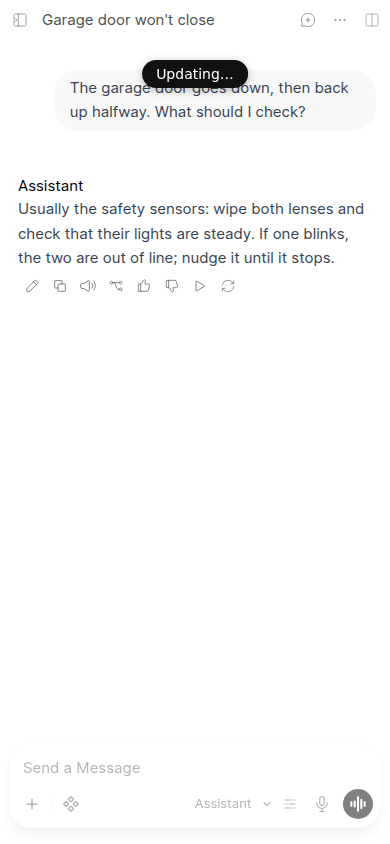 Garage door won't close
Updating...
The garage door goes down, then back
up halfway. What should I check?
Assistant
Usually the safety sensors: wipe both lenses and
check that their lights are steady. If one blinks,
the two are out of line; nudge it until it stops.
Send a Message
Assistant